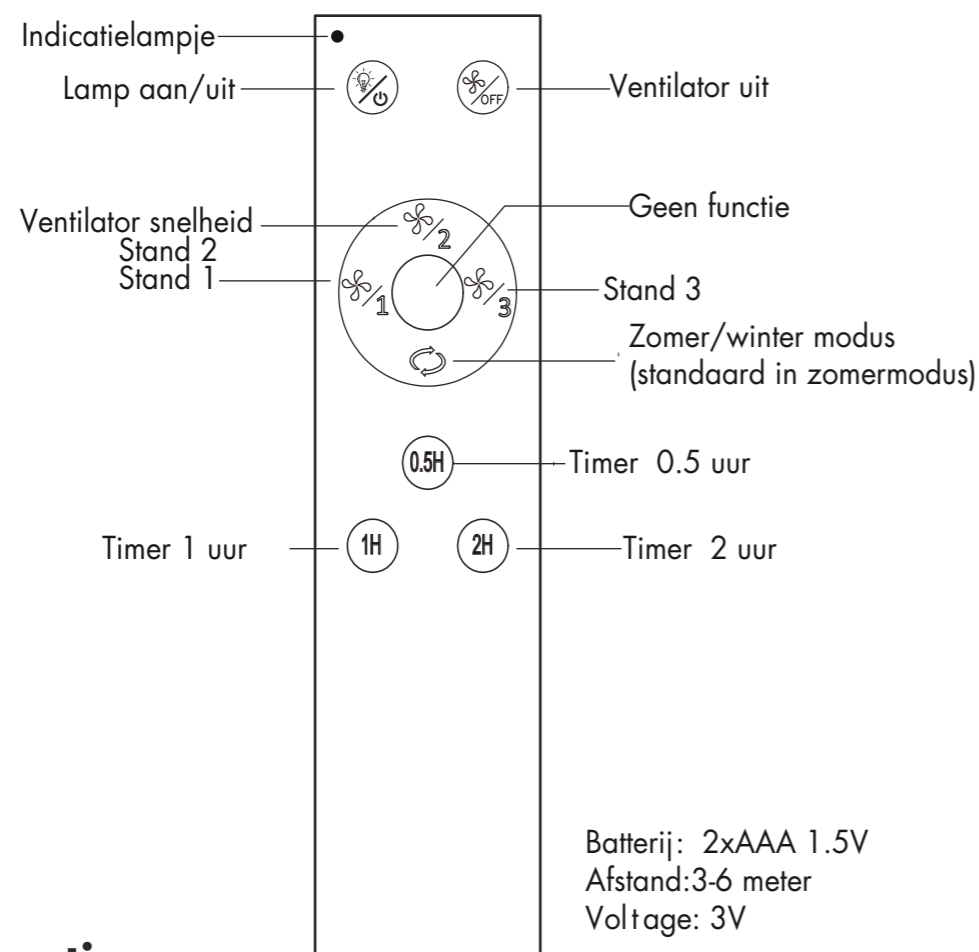 Indicatielampje
Lamp aan/uit
OFF
Ventilator uit
Geen functie
Ventilator snelheid
Stand 2
Stand 1
2
1
3
Stand 3
Zomer/winter modus
(standaard in zomermodus)
0.5H
Timer 0.5 uur
Timer 1 uur
1H
2H
Timer 2 uur
Batterij: 2xAAA 1.5V
Afstand:3-6 meter
Voltage: 3V